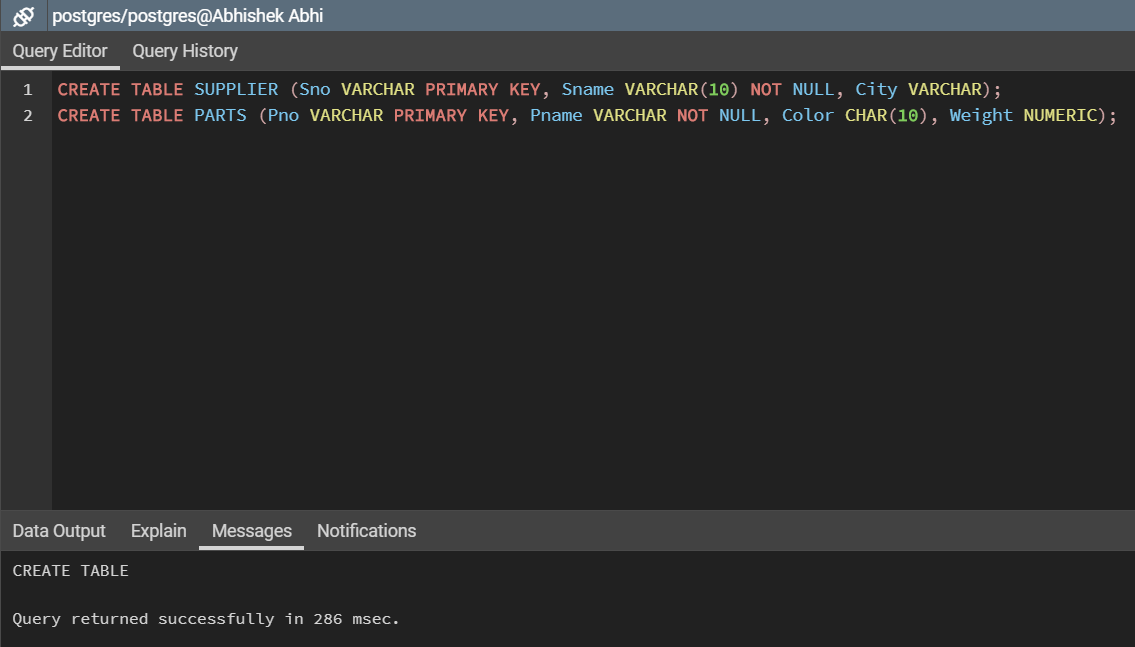 postgres/postgres@Abhishek Abhi
Query Editor Query History
1 CREATE TABLE SUPPLIER (Sno VARCHAR PRIMARY KEY, Sname VARCHAR(10) NOT NULL, City VARCHAR);
2 CREATE TABLE PARTS (Pno VARCHAR PRIMARY KEY, Pname VARCHAR NOT NULL, Color CHAR(10), Weight NUMERIC);
Data Output Explain Messages Notifications
CREATE TABLE
Query returned successfully in 286 msec.